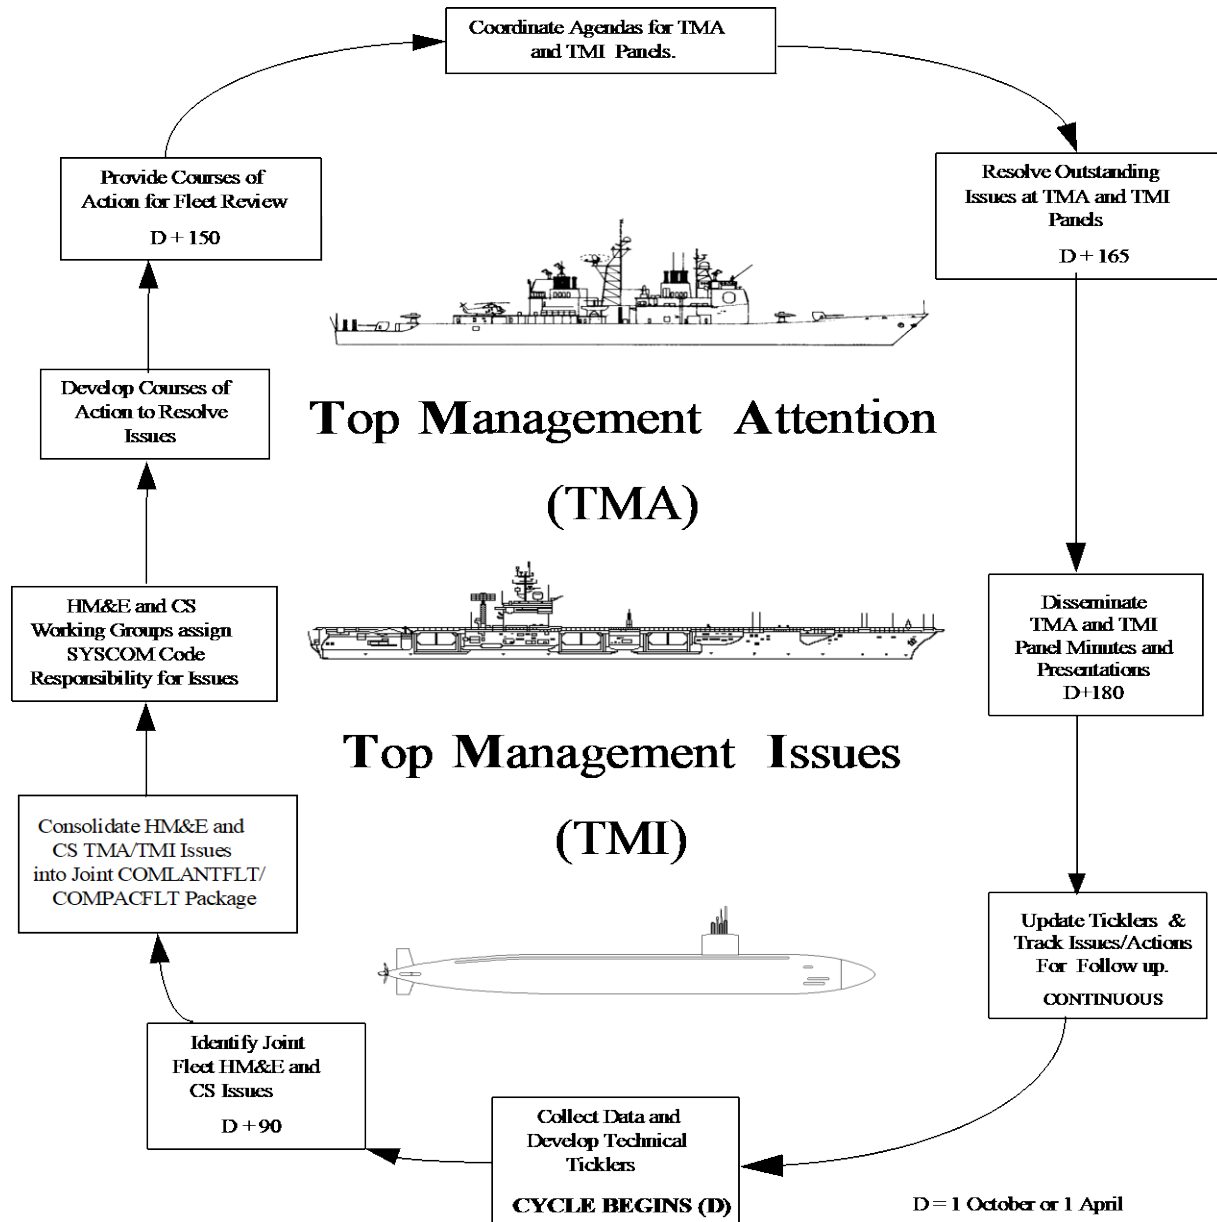 Coordinate Agendas for TMA
and TMI Panels.
Provide Courses of
Action for Fleet Review
D + 150
Resolve Outstanding
Issues at TMA and TMI
Panels
D + 165
Develop Courses of
Action to Resolve
Issues
Top Management Attention
(TMA)
HM&E and CS
Working Groups assign
SYSCOM Code
Responsibility for Issues
Disseminate
TMA and TMI
Panel Minutes and
Presentations
D+180
Top Management Issues
(TMI)
Consolidate HM&E and
CS TMA/TMI Issues
into Joint COMLANTFLT/
COMPACFLT Package
Update Ticklers &
Track Issues/Actions
For Follow up.
CONTINUOUS
Identify Joint
Fleet HM&E and
CS Issues
D + 90
Collect Data and
Develop Technical
Ticklers
CYCLE BEGINS (D)
D = 1 October or 1 April